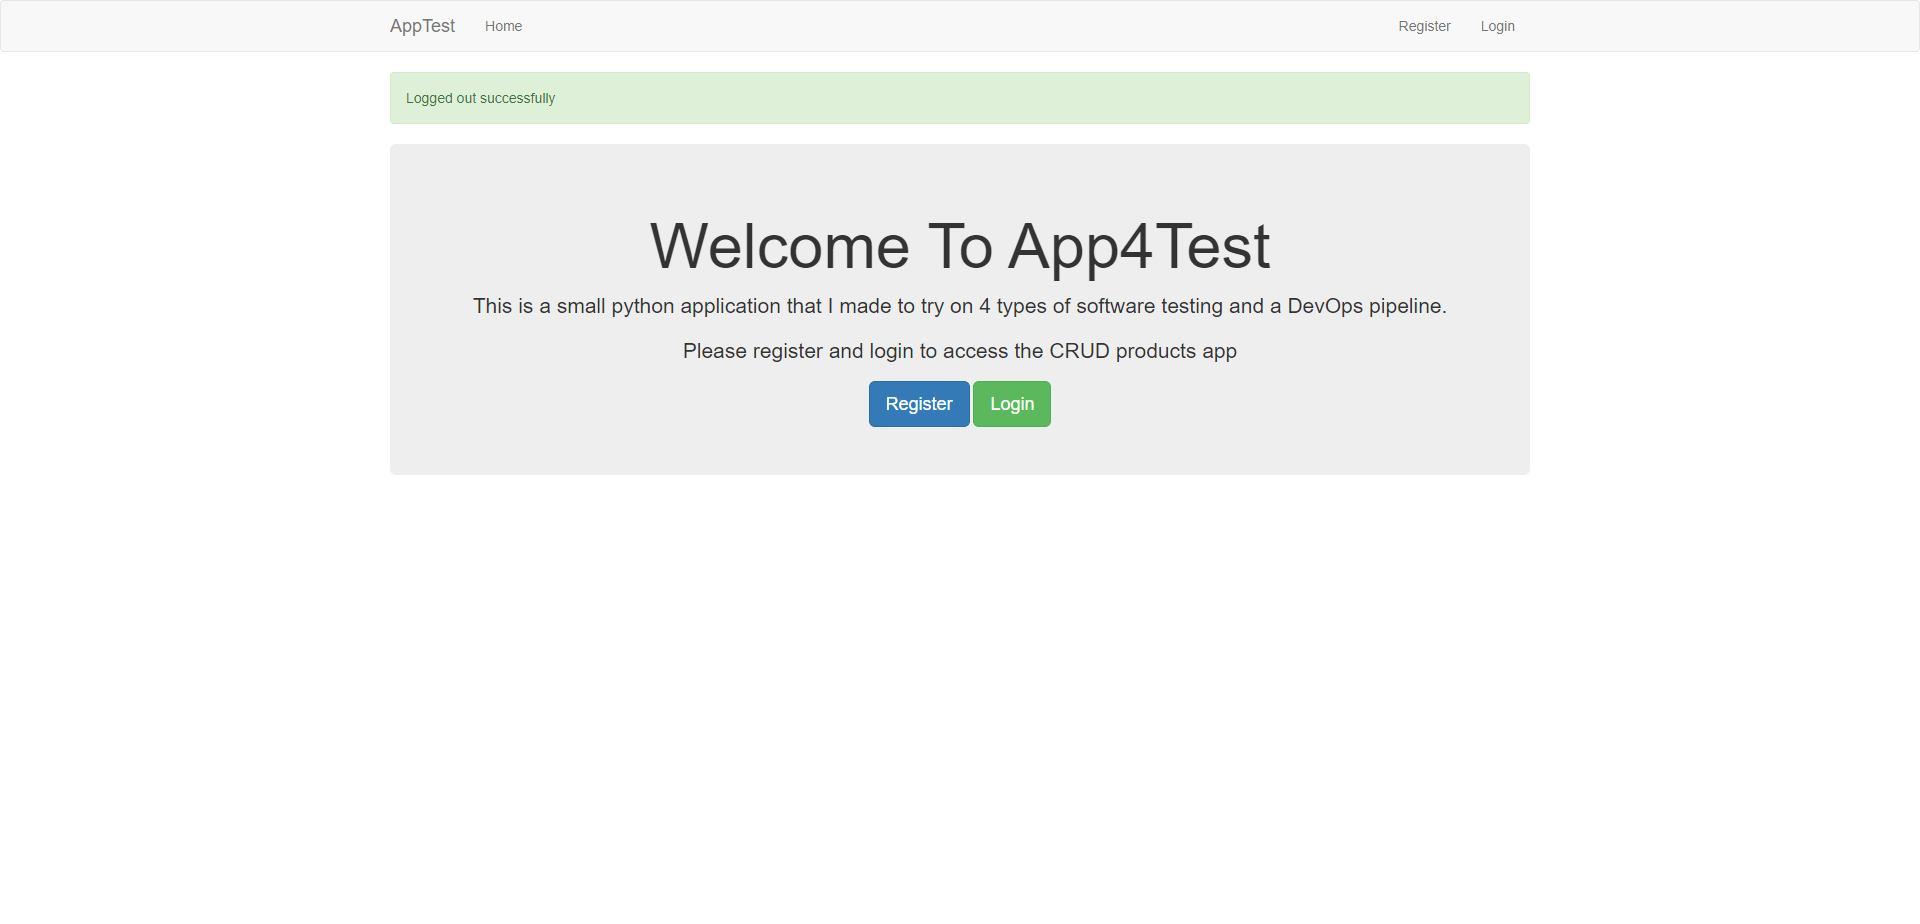 AppTest Home Register Login
Logged out successfully
Welcome To App4Test
This is a small python application that I made to try on 4 types of software testing and a DevOps pipeline.
Please register and login to access the CRUD products app
Register Login